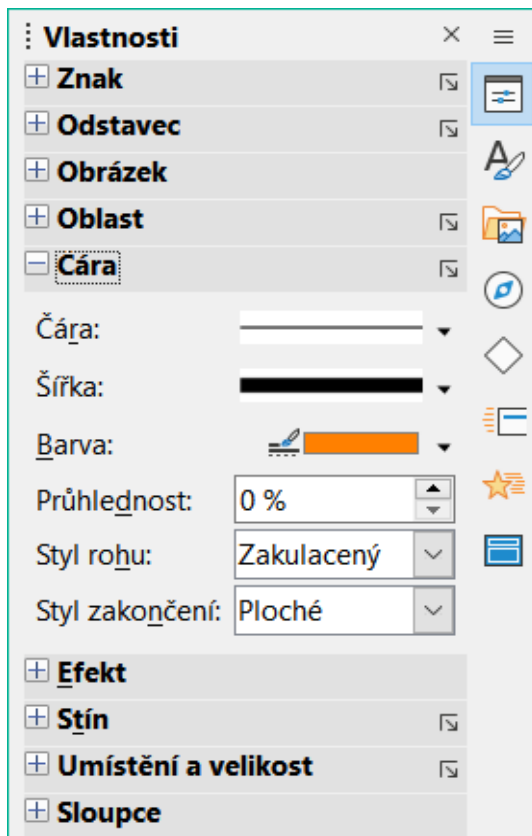 Vlastnosti
Znak
Odstavec
Obrázek
Oblast
Čára
Čára:
Šířka:
Barva:
Průhlednost: 0 %
Styl rohu: Zakulacený
Styl zakončení: Ploché
Efekt
Stín
Umístění a velikost
Sloupce